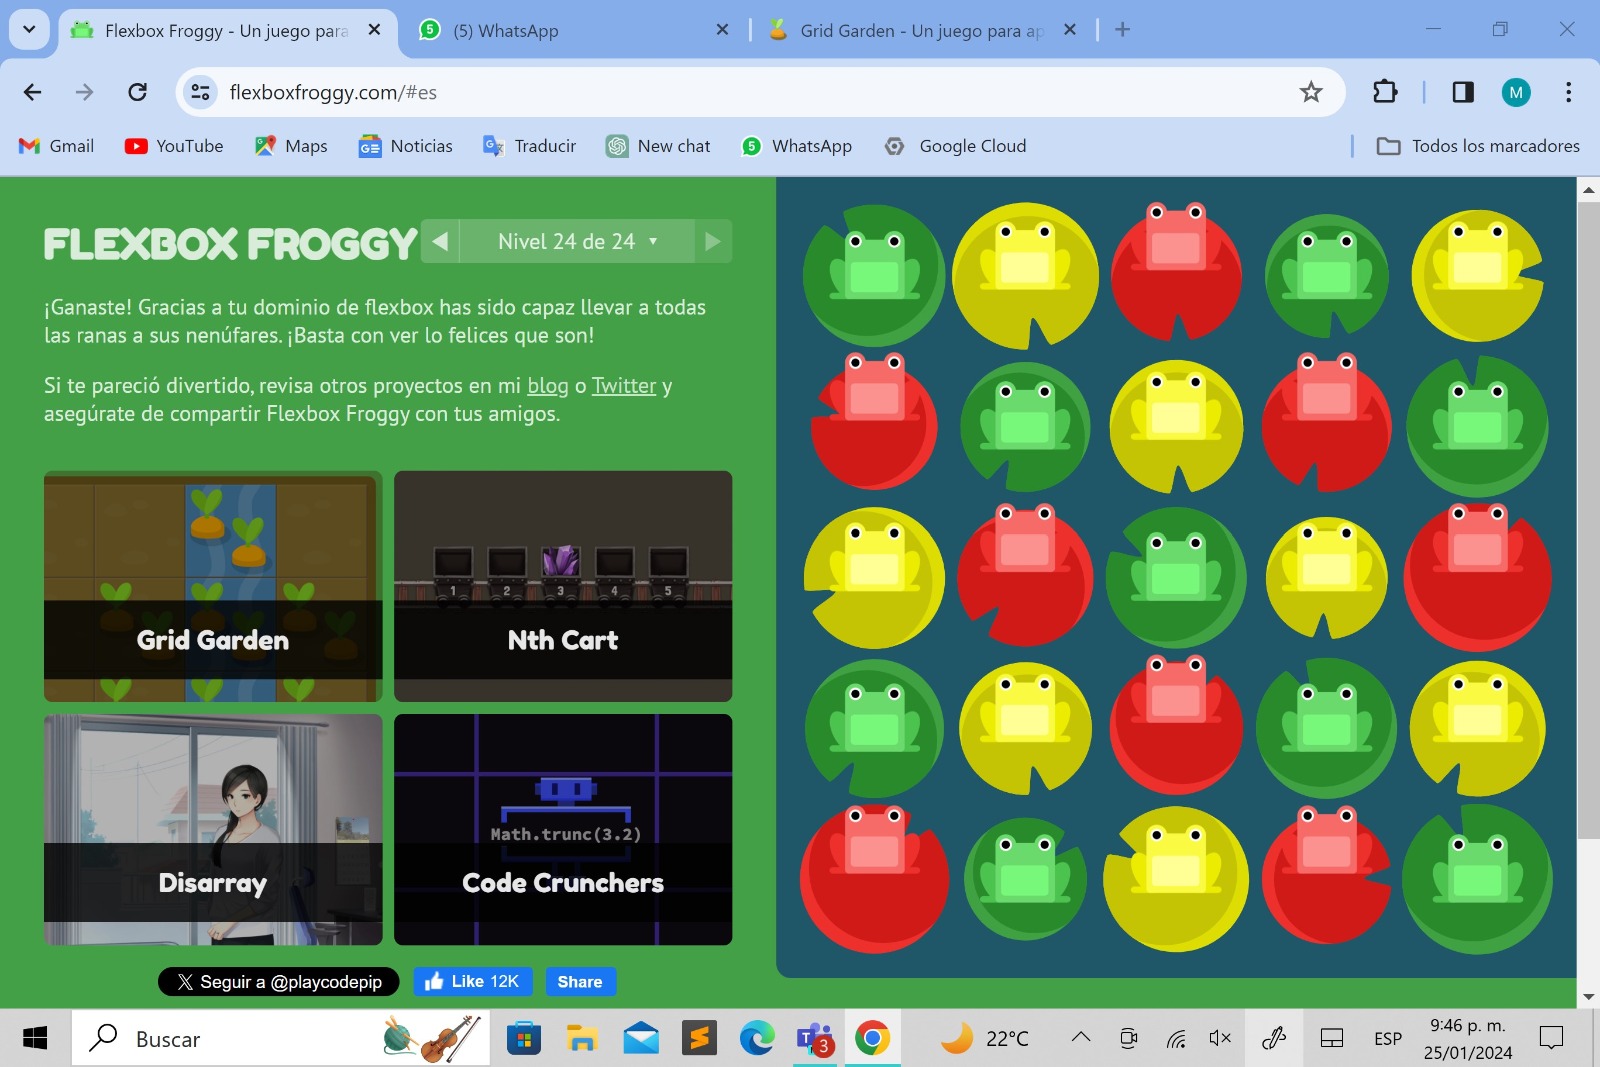 Flexbox Froggy - Un juego para
5
(5) WhatsApp
Grid Garden - Un juego para ap
flexboxfroggy.com/#es
M
Gmail
YouTube
Maps
GE
Noticias
Traducir
New chat
5
WhatsApp
Google Cloud
Todos los marcadores
FLEXBOX FROGGY
Nivel 24 de 24
¡Ganaste! Gracias a tu dominio de flexbox has sido capaz llevar a todas
las ranas a sus nenúfares. ¡Basta con ver lo felices que son!
Si te pareció divertido, revisa otros proyectos en mi blog o Twitter y
asegúrate de compartir Flexbox Froggy con tus amigos.
Grid Garden
1 2 3 4 5
Nth Cart
Disarray
Math.trunc(3.2)
Code Crunchers
X Seguir a @playcodepip
Like 12K
Share
Buscar
3
22°C
ESP
9:46 p. m.
25/01/2024